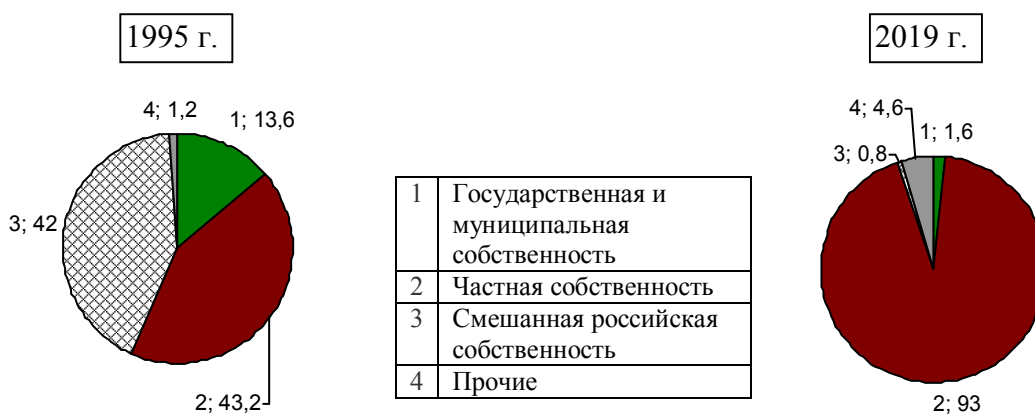 1995 г.
2019 г.
4; 1,2
1; 13,6
3; 42
2; 43,2
1 Государственная и
муниципальная
собственность
2 Частная собственность
3 Смешанная российская
собственность
4 Прочие
4; 4,6
1; 1,6
3; 0,8
2; 93